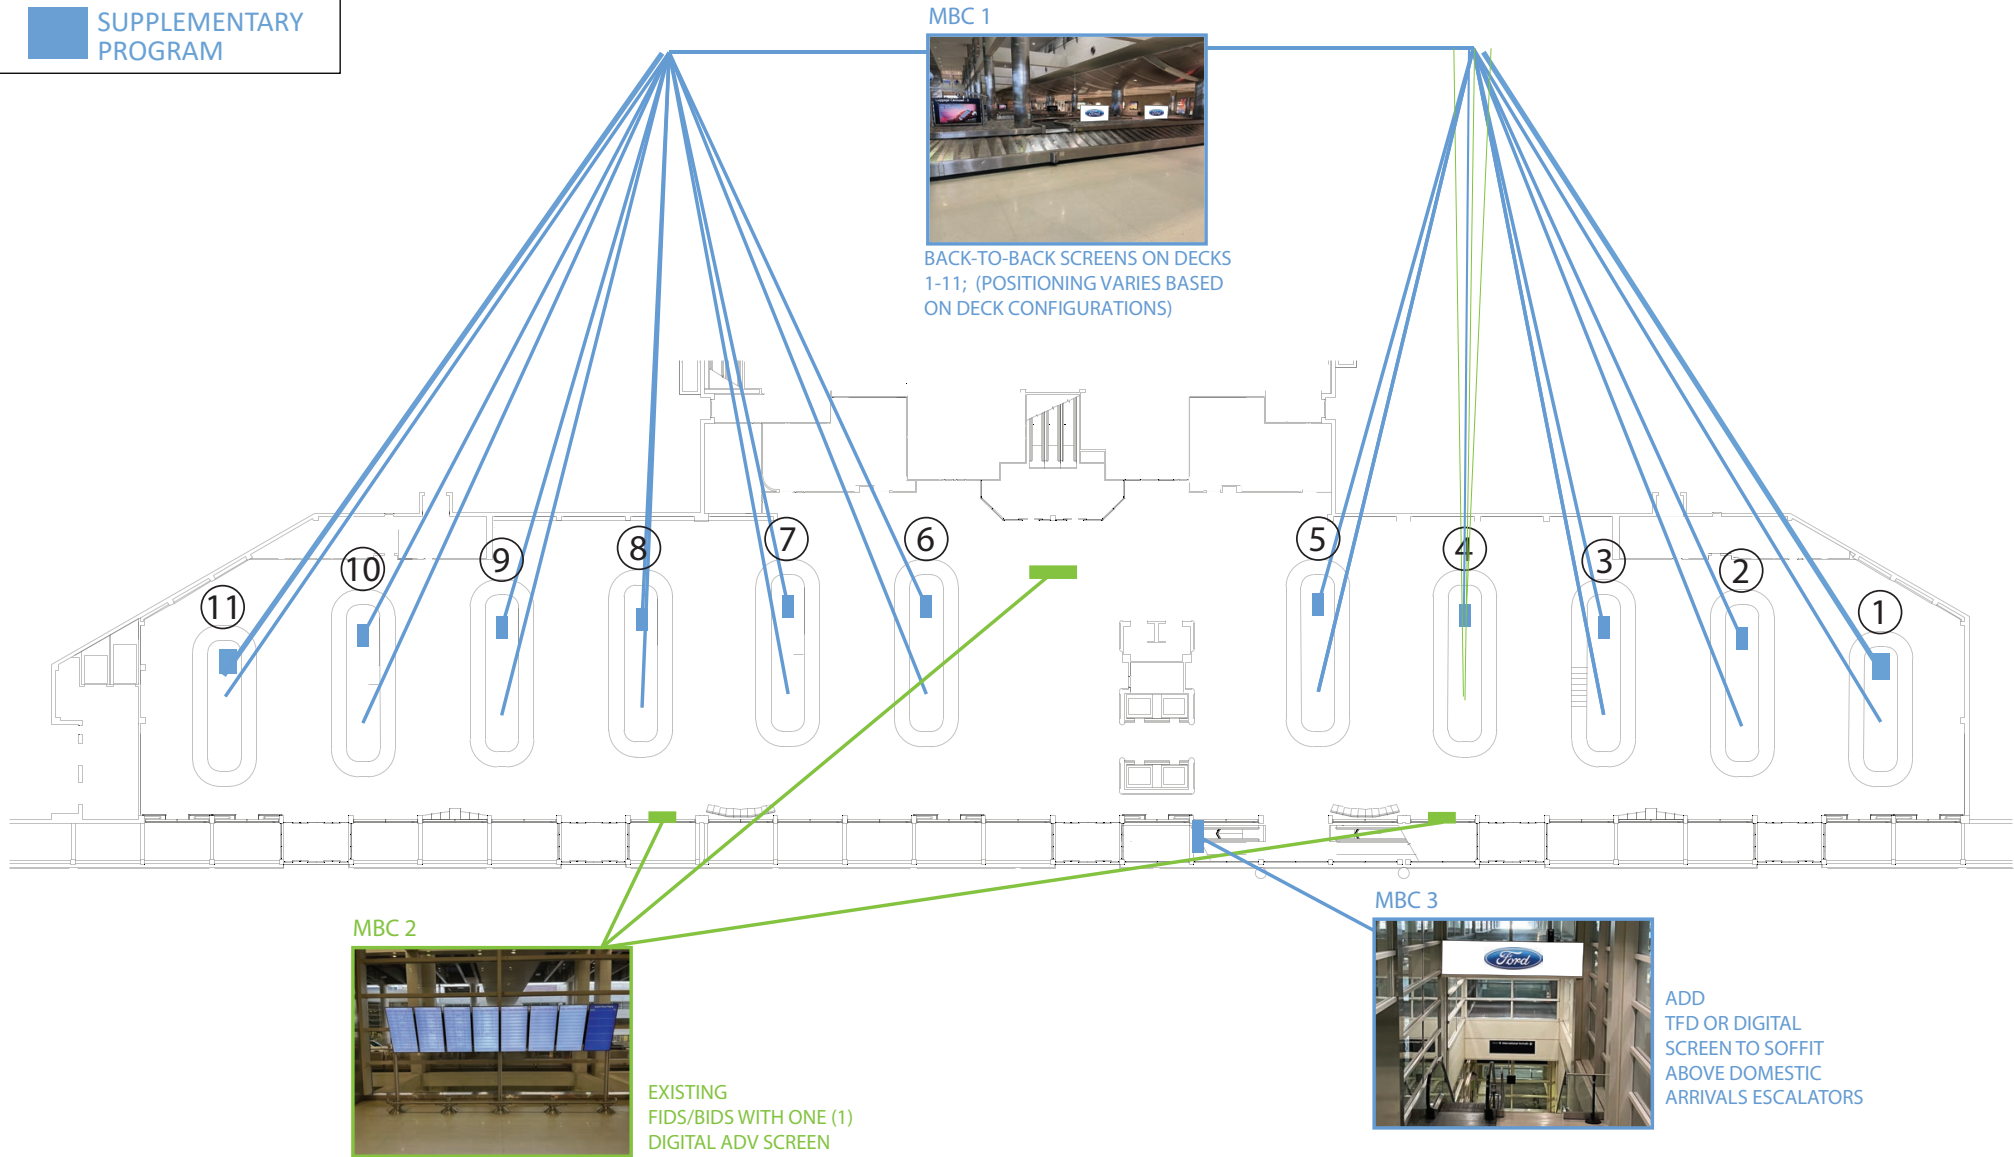 SUPPLEMENTARY
PROGRAM
MBC 1
Ford
Ford
BACK-TO-BACK SCREENS ON DECKS
1-11; (POSITIONING VARIES BASED
ON DECK CONFIGURATIONS)
11
10
9
8
7
6
5
4
3
2
1
MBC 2
EXISTING
FIDS/BIDS WITH ONE (1)
DIGITAL ADV SCREEN
MBC 3
Ford
ADD
TFD OR DIGITAL
SCREEN TO SOFFIT
ABOVE DOMESTIC
ARRIVALS ESCALATORS